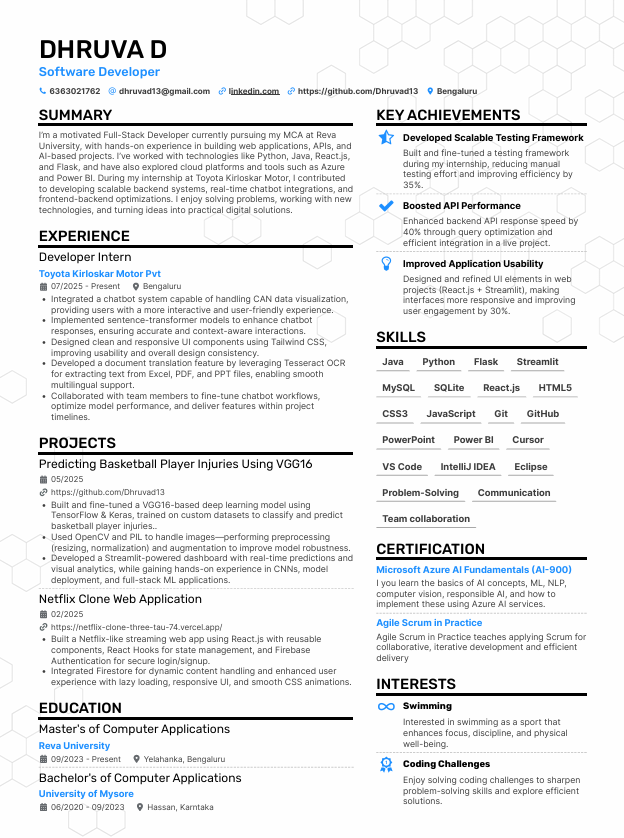 DHRUVA D
Software Developer
6363021762 dhruvad13@gmail.com linkedin.com https://github.com/Dhruvad13 Bengaluru
SUMMARY
I'm a motivated Full-Stack Developer currently pursuing my MCA at Reva
University, with hands-on experience in building web applications, APIs, and
AI-based projects. I've worked with technologies like Python, Java, React.js,
and Flask, and have also explored cloud platforms and tools such as Azure
and Power BI. During my internship at Toyota Kirloskar Motor, I contributed
to developing scalable backend systems, real-time chatbot integrations, and
frontend-backend optimizations. I enjoy solving problems, working with new
technologies, and turning ideas into practical digital solutions.
EXPERIENCE
Developer Intern
Toyota Kirloskar Motor Pvt
07/2025 - Present Bengaluru
• Integrated a chatbot system capable of handling CAN data visualization,
providing users with a more interactive and user-friendly experience.
• Implemented sentence-transformer models to enhance chatbot
responses, ensuring accurate and context-aware interactions.
• Designed clean and responsive UI components using Tailwind CSS,
improving usability and overall design consistency.
• Developed a document translation feature by leveraging Tesseract OCR
for extracting text from Excel, PDF, and PPT files, enabling smooth
multilingual support.
• Collaborated with team members to fine-tune chatbot workflows,
optimize model performance, and deliver features within project
timelines.
PROJECTS
Predicting Basketball Player Injuries Using VGG16
05/2025
https://github.com/Dhruvad13
• Built and fine-tuned a VGG16-based deep learning model using
TensorFlow & Keras, trained on custom datasets to classify and predict
basketball player injuries..
• Used OpenCV and PIL to handle images—performing preprocessing
(resizing, normalization) and augmentation to improve model robustness.
• Developed a Streamlit-powered dashboard with real-time predictions and
visual analytics, while gaining hands-on experience in CNNs, model
deployment, and full-stack ML applications.
Netflix Clone Web Application
02/2025
https://netflix-clone-three-tau-74.vercel.app/
• Built a Netflix-like streaming web app using React.js with reusable
components, React Hooks for state management, and Firebase
Authentication for secure login/signup.
• Integrated Firestore for dynamic content handling and enhanced user
experience with lazy loading, responsive UI, and smooth CSS animations.
EDUCATION
Master's of Computer Applications
Reva University
09/2023 - Present Yelahanka, Bengaluru
Bachelor's of Computer Applications
University of Mysore
06/2020 - 09/2023 Hassan, Karntaka
KEY ACHIEVEMENTS
Developed Scalable Testing Framework
Built and fine-tuned a testing framework
during my internship, reducing manual
testing effort and improving efficiency by
35%.
Boosted API Performance
Enhanced backend API response speed by
40% through query optimization and
efficient integration in a live project.
Improved Application Usability
Designed and refined UI elements in web
projects (React.js + Streamlit), making
interfaces more responsive and improving
user engagement by 30%.
SKILLS
Java Python Flask Streamlit
MySQL SQLite React.js HTML5
CSS3 JavaScript Git GitHub
PowerPoint Power BI Cursor
VS Code IntelliJ IDEA Eclipse
Problem-Solving Communication
Team collaboration
CERTIFICATION
Microsoft Azure AI Fundamentals (AI-900)
I you learn the basics of AI concepts, ML, NLP,
computer vision, responsible AI, and how to
implement these using Azure AI services.
Agile Scrum in Practice
Agile Scrum in Practice teaches applying Scrum for
collaborative, iterative development and efficient
delivery
INTERESTS
Swimming
Interested in swimming as a sport that
enhances focus, discipline, and physical
well-being.
Coding Challenges
Enjoy solving coding challenges to sharpen
problem-solving skills and explore efficient
solutions.